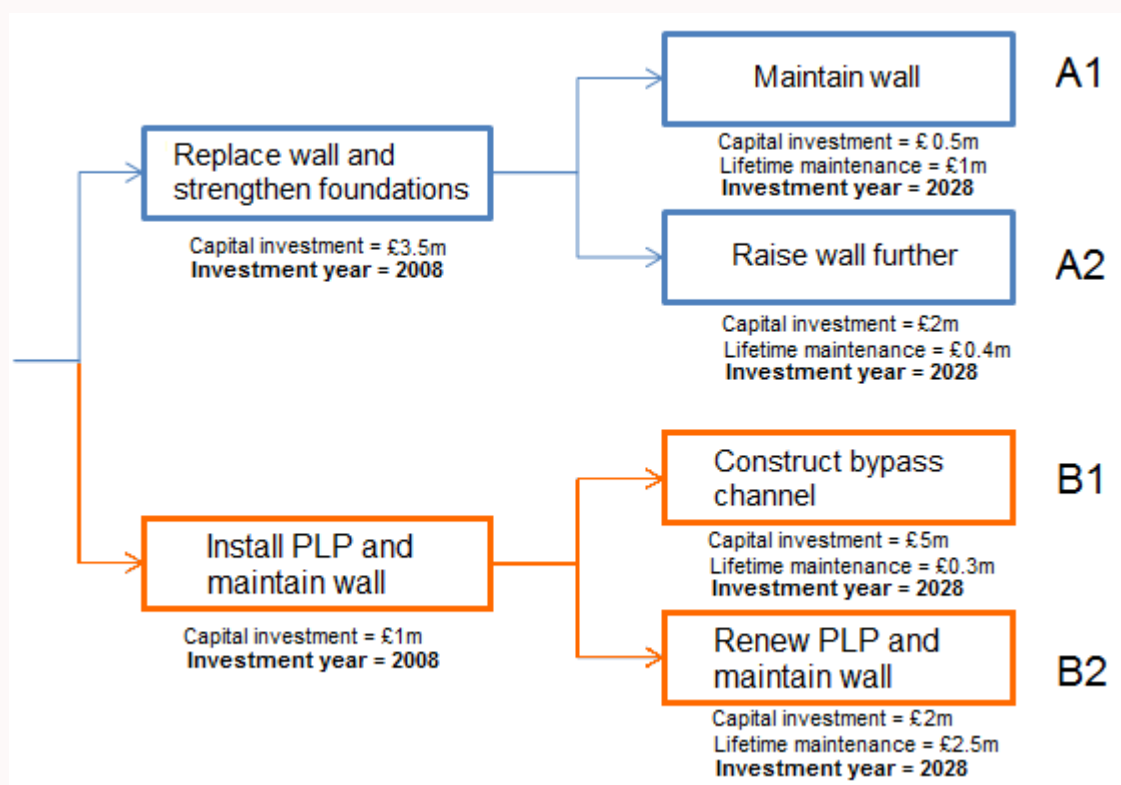 Maintain wall
A1
Capital investment = £ 0.5m
Lifetime maintenance = £1m
Investment year = 2028
Replace wall and
strengthen foundations
Capital investment = £3.5m
Investment year = 2008
Raise wall further
A2
Capital investment = £2m
Lifetime maintenance = £0.4m
Investment year = 2028
Construct bypass
channel
B1
Capital investment = £5m
Lifetime maintenance = £0.3m
Investment year = 2028
Install PLP and
maintain wall
Capital investment = £1m
Investment year = 2008
Renew PLP and
maintain wall
B2
Capital investment = £2m
Lifetime maintenance = £2.5m
Investment year = 2028